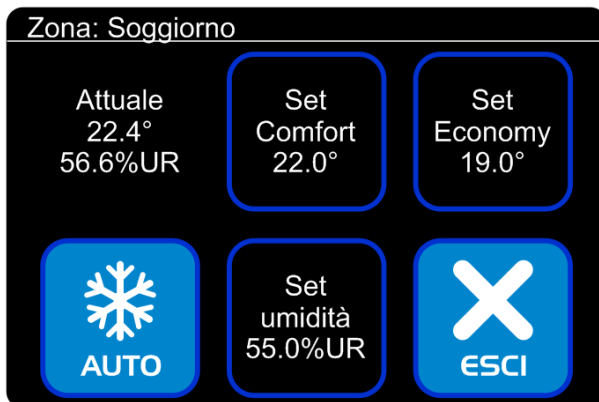 Zona: Soggiorno
Attuale
22.4°
56.6%UR
Set
Comfort
22.0°
Set
Economy
19.0°
AUTO
Set
umidità
55.0%UR
ESCI